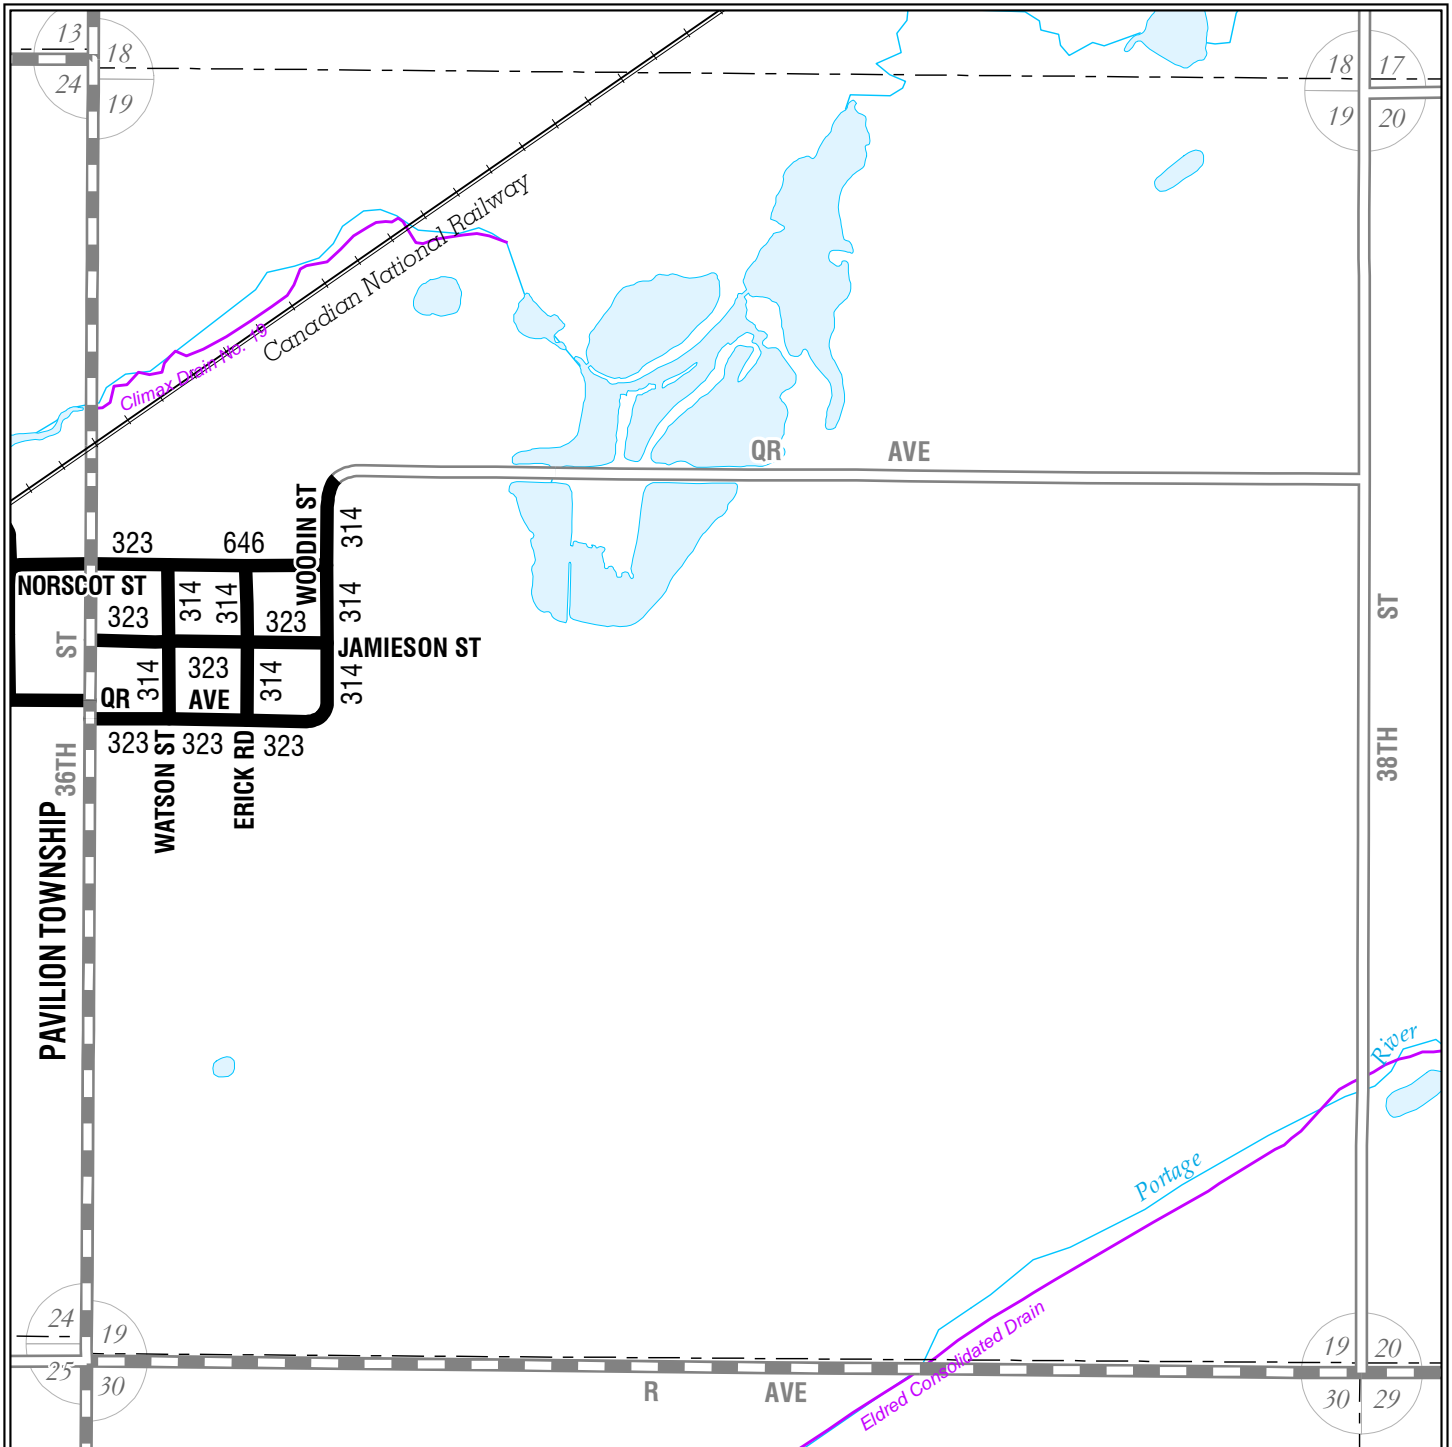 13
18
24
19
18
17
19
20
Canadian National Railway
Climax Drain No. 19
QR AVE
WOODIN ST
314
323
646
NORSCOT ST
314
314
314
323
323
ST
JAMIESON ST
314
323
314
314
QR AVE
323
323
323
36TH
WATSON ST
ERICK RD
PAVILION TOWNSHIP
ST
38TH
River
Portage
Eldred Consolidated Drain
24
19
25
30
19
20
30
29
R AVE